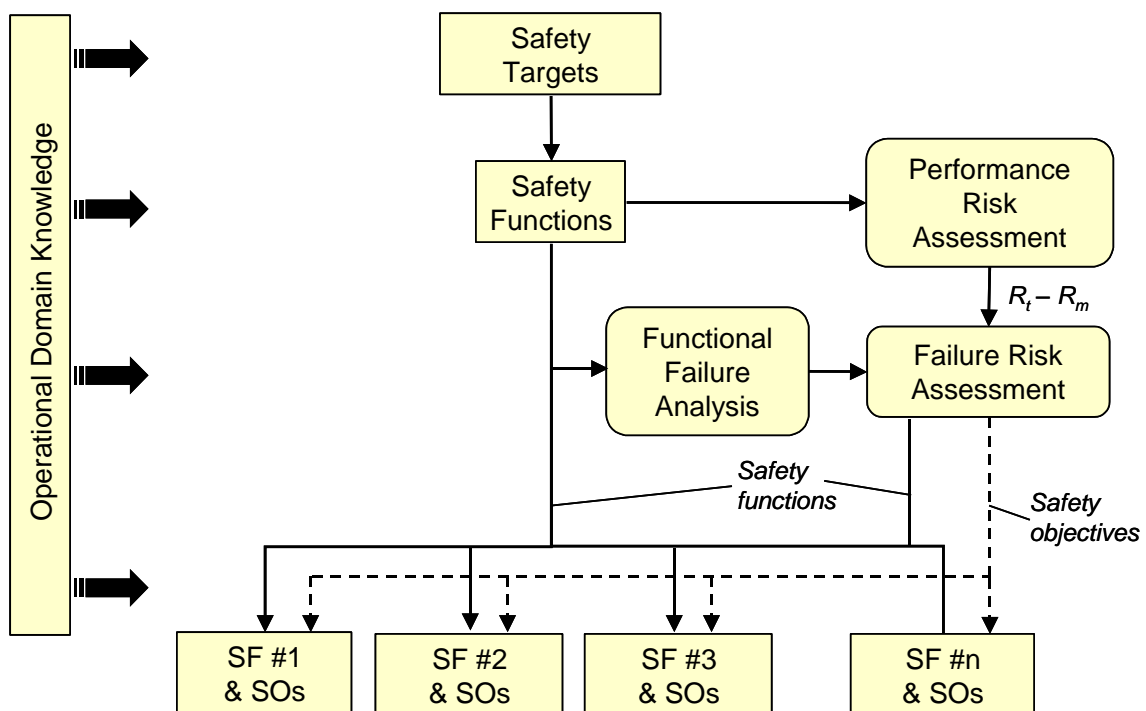 Operational Domain Knowledge
Safety
Targets
Safety
Functions
Performance
Risk
Assessment
Rt – Rm
Functional
Failure
Analysis
Failure Risk
Assessment
Safety
functions
Safety
objectives
SF #1
& SOs
SF #2
& SOs
SF #3
& SOs
SF #n
& SOs